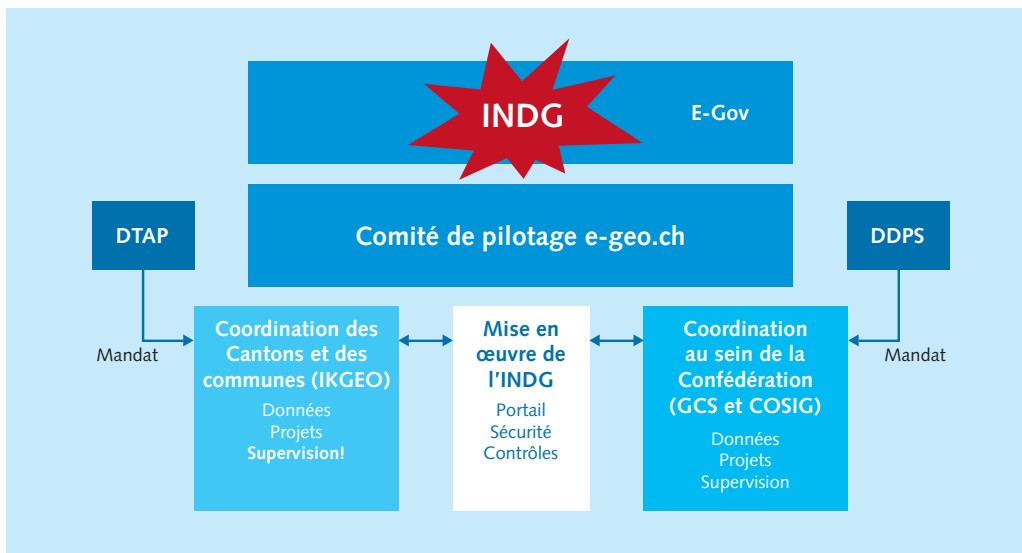 INDG
E-Gov
DTAP
Comité de pilotage e-geo.ch
DDPS
Mandat
Coordination des
Cantons et des
communes (IKGEO)
Données
Projets
Supervision!
Mise en
œuvre de
l'INDG
Portail
Sécurité
Contrôles
Coordination
au sein de la
Confédération
(GCS et COSIG)
Données
Projets
Supervision
Mandat